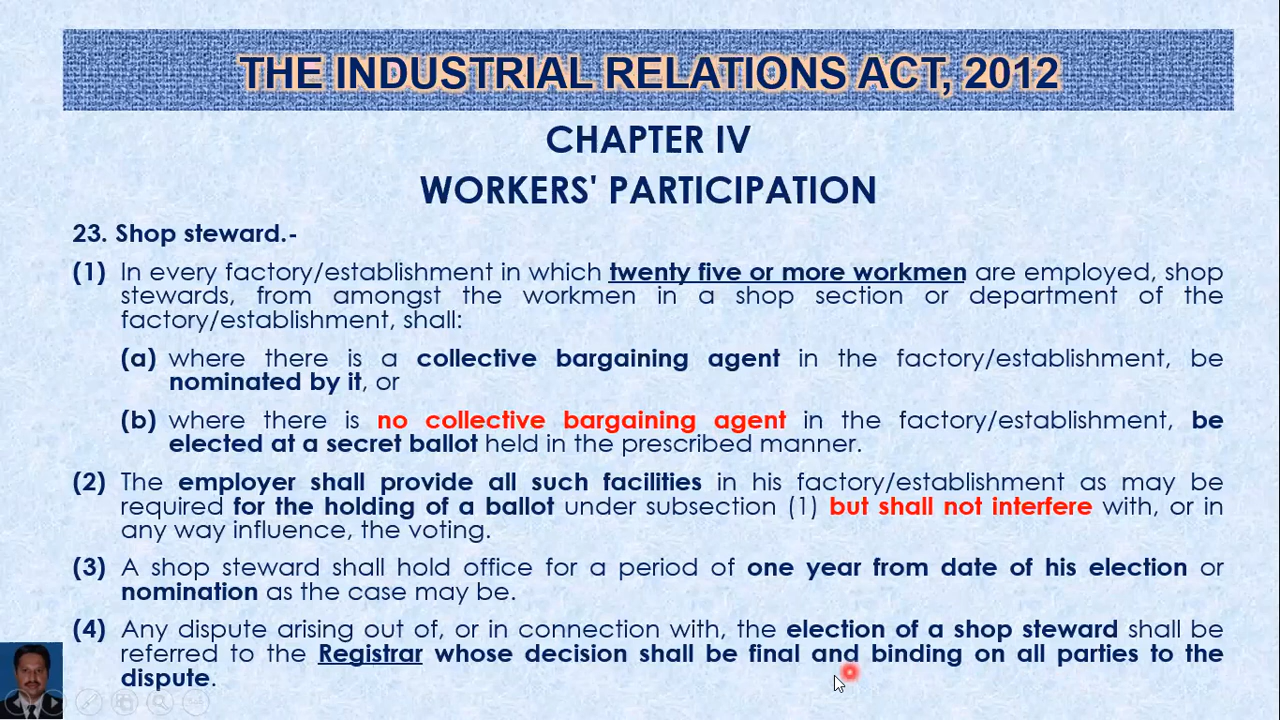 THE INDUSTRIAL RELATIONS ACT, 2012
CHAPTER IV
WORKERS' PARTICIPATION
23. Shop steward.-
(1) In every factory/establishment in which twenty five or more workmen are employed, shop
stewards, from amongst the workmen in a shop section or department of the
factory/establishment, shall:
(a) where there is a collective bargaining agent in the factory/establishment, be
nominated by it, or
(b) where there is no collective bargaining agent in the factory/establishment, be
elected at a secret ballot held in the prescribed manner.
(2) The employer shall provide all such facilities in his factory/establishment as may be
required for the holding of a ballot under subsection (1) but shall not interfere with, or in
any way influence, the voting.
(3) A shop steward shall hold office for a period of one year from date of his election or
nomination as the case may be.
(4) Any dispute arising out of, or in connection with, the election of a shop steward shall be
referred to the Registrar whose decision shall be final and binding on all parties to the
dispute.